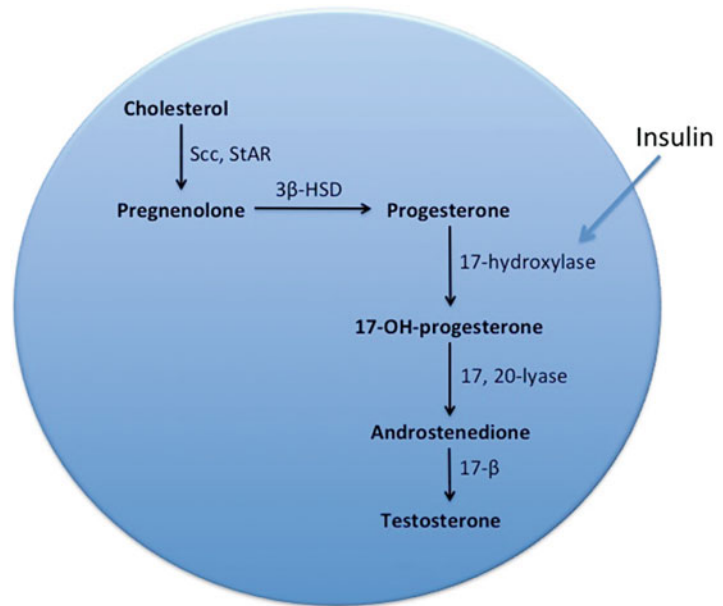 Cholesterol
Scc, StAR
Insulin
3β-HSD
Pregnenolone
Progesterone
17-hydroxylase
17-OH-progesterone
17, 20-lyase
Androstenedione
17-β
Testosterone